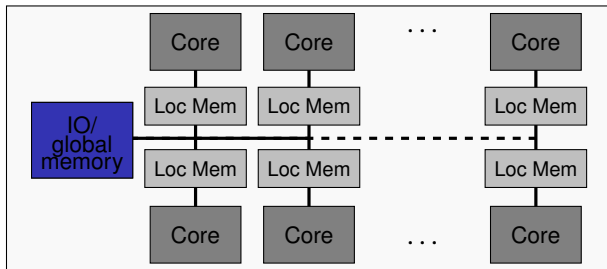 Core Core . . . Core
Loc Mem Loc Mem Loc Mem
IO/
global
memory
Loc Mem Loc Mem Loc Mem
Core Core . . . Core